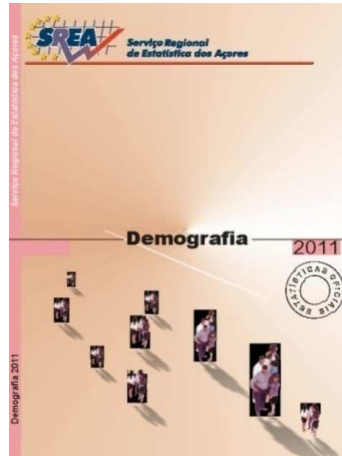 SREA
Serviço Regional
de Estatística dos Açores
Serviço Regional de Estatística dos Açores
Demografia
2011
ESTATÍSTICAS OFICIAIS
Demografia 2011